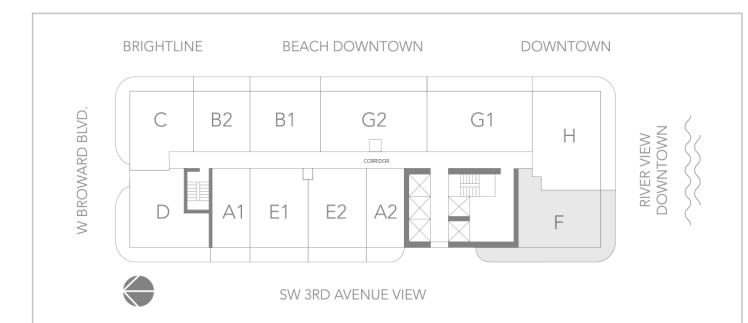 BRIGHTLINE BEACH DOWNTOWN DOWNTOWN
W BROWARD BLVD.
C B2 B1 G2 G1 H
CORRIDOR
D A1 E1 E2 A2 F
RIVER VIEW
DOWNTOWN
SW 3RD AVENUE VIEW